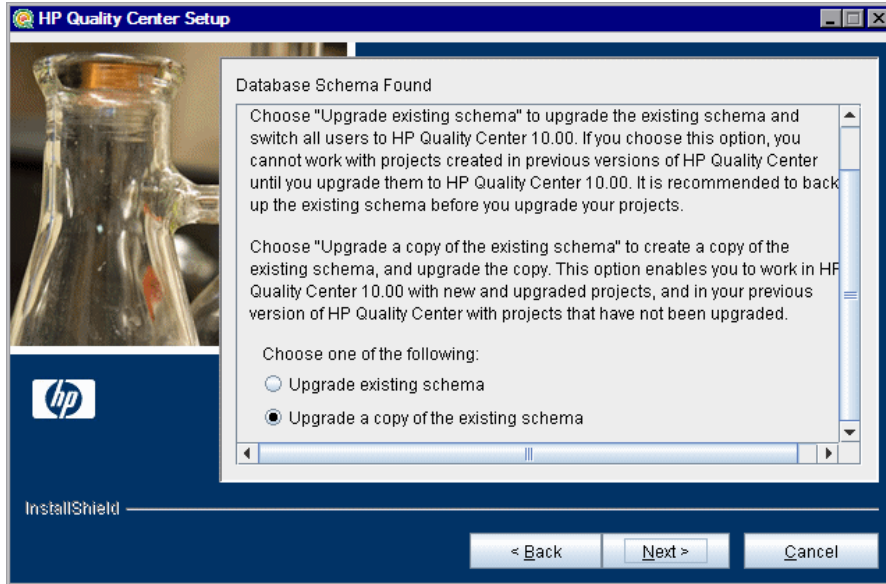 HP Quality Center Setup
Database Schema Found
Choose "Upgrade existing schema" to upgrade the existing schema and
switch all users to HP Quality Center 10.00. If you choose this option, you
cannot work with projects created in previous versions of HP Quality Center
until you upgrade them to HP Quality Center 10.00. It is recommended to back
up the existing schema before you upgrade your projects.
Choose "Upgrade a copy of the existing schema" to create a copy of the
existing schema, and upgrade the copy. This option enables you to work in HP
Quality Center 10.00 with new and upgraded projects, and in your previous
version of HP Quality Center with projects that have not been upgraded.
Choose one of the following:
Upgrade existing schema
Upgrade a copy of the existing schema
hp
InstallShield
< Back
Next >
Cancel